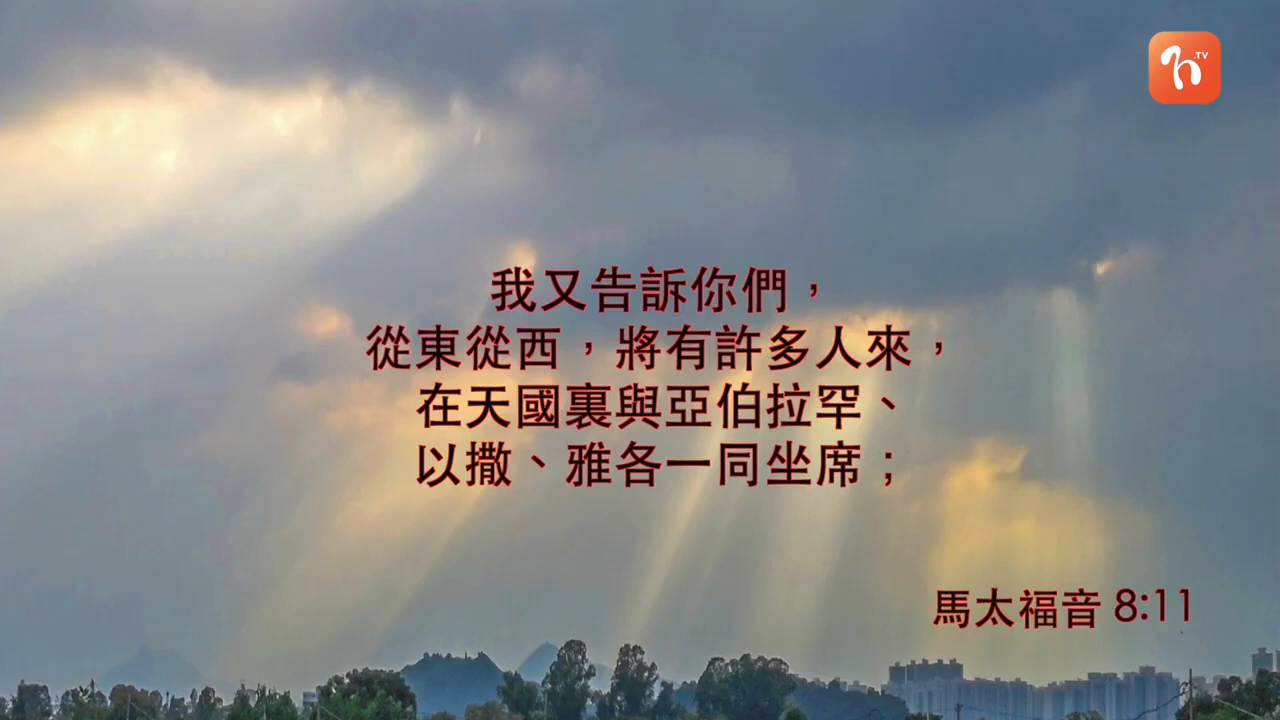 .TV
我又告訴你們，
從東從西，將有許多人來，
在天國裏與亞伯拉罕、
以撒、雅各一同坐席；
馬太福音 8:11